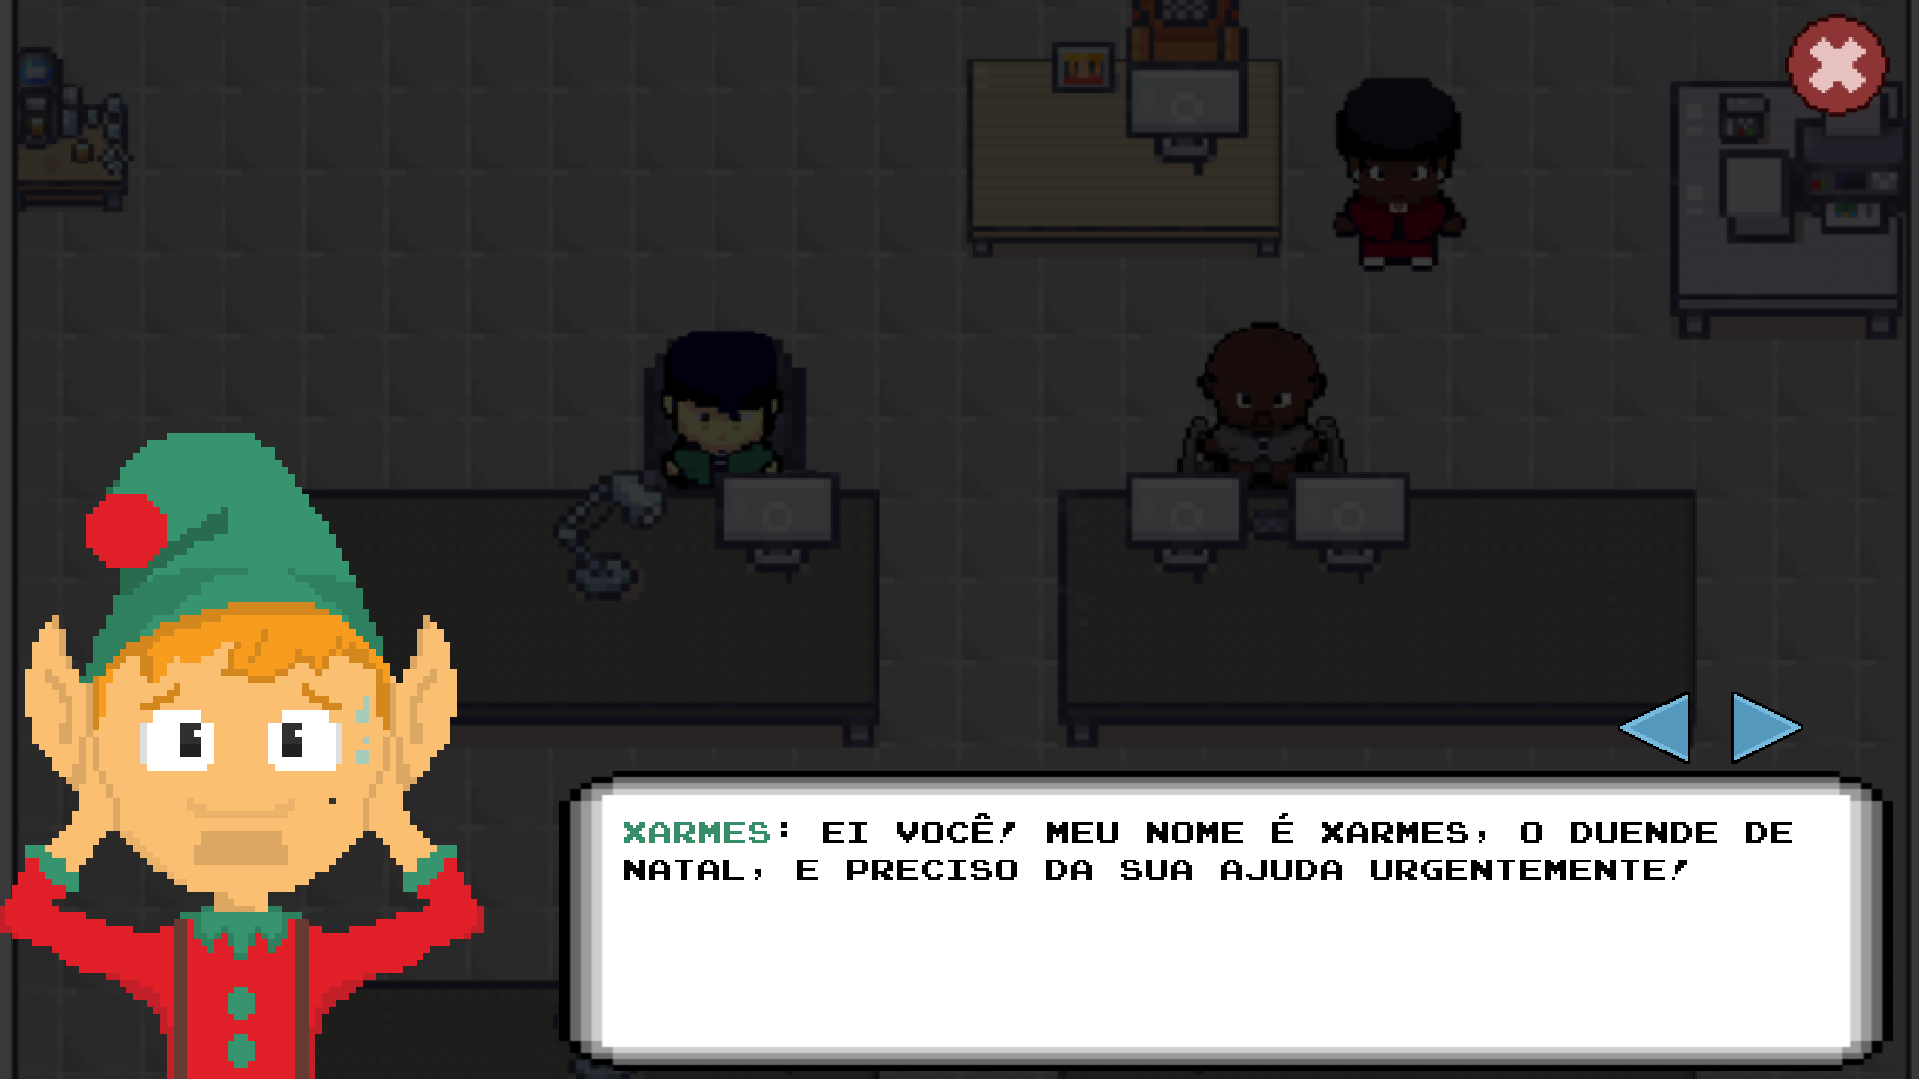 XARMES: EI VOCÊ! MEU NOME É XARMES, O DUENDE DE
NATAL, E PRECISO DA SUA AJUDA URGENTEMENTE!